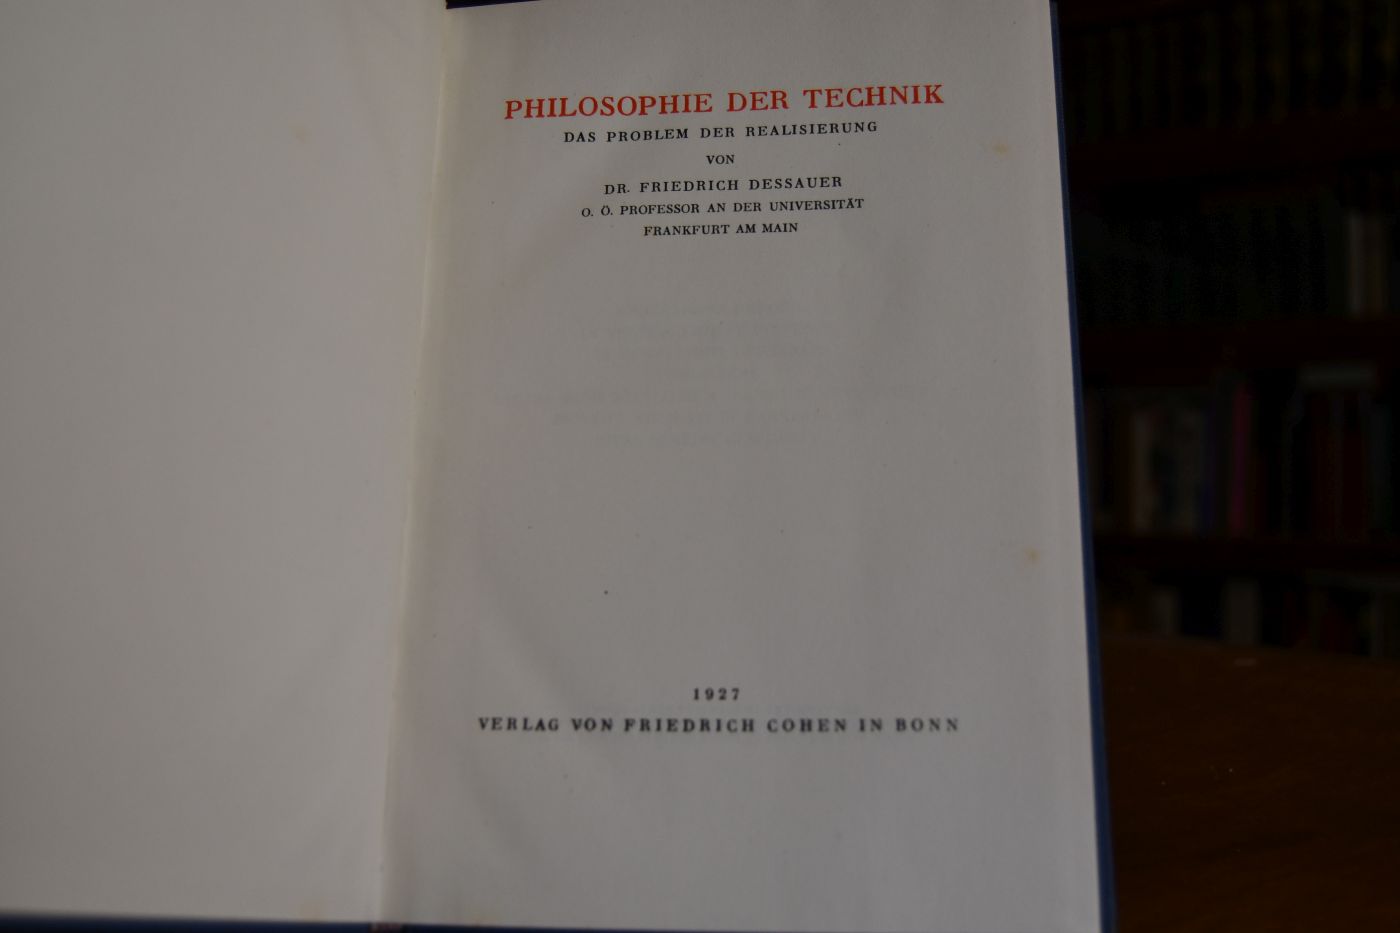 PHILOSOPHIE DER TECHNIK
DAS PROBLEM DER REALISIERUNG
VON
DR. FRIEDRICH DESSAUER
O. Ö. PROFESSOR AN DER UNIVERSITÄT
FRANKFURT AM MAIN
1927
VERLAG VON FRIEDRICH COHEN IN BONN